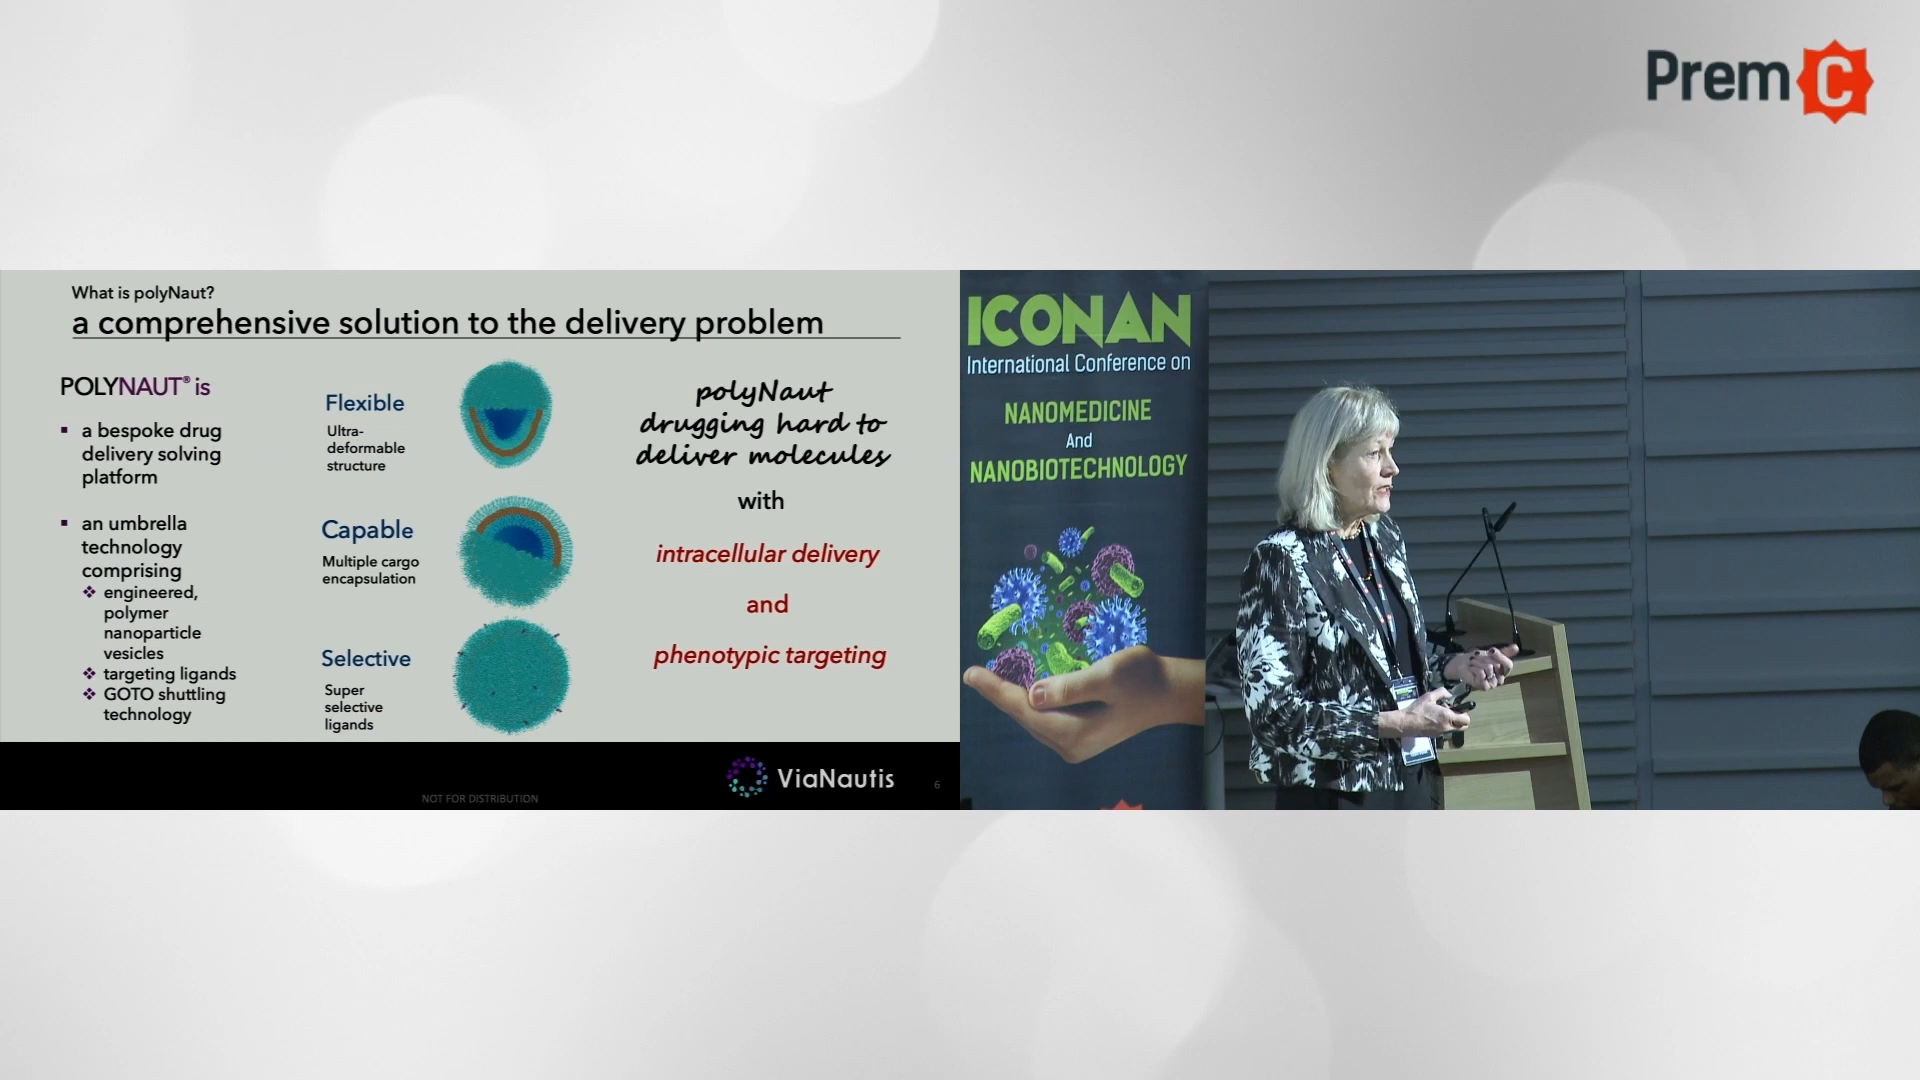 Prem C
What is polyNaut?
a comprehensive solution to the delivery problem
POLYNAUT® is
▪ a bespoke drug
delivery solving
platform
▪ an umbrella
technology
comprising
❖ engineered,
polymer
nanoparticle
vesicles
❖ targeting ligands
❖ GOTO shuttling
technology
Flexible
Ultra-
deformable
structure
Capable
Multiple cargo
encapsulation
Selective
Super
selective
ligands
polyNaut
drugging hard to
deliver molecules
with
intracellular delivery
and
phenotypic targeting
ViaNautis
6
NOT FOR DISTRIBUTION
ICONAN
International Conference on
NANOMEDICINE
And
NANOBIOTECHNOLOGY